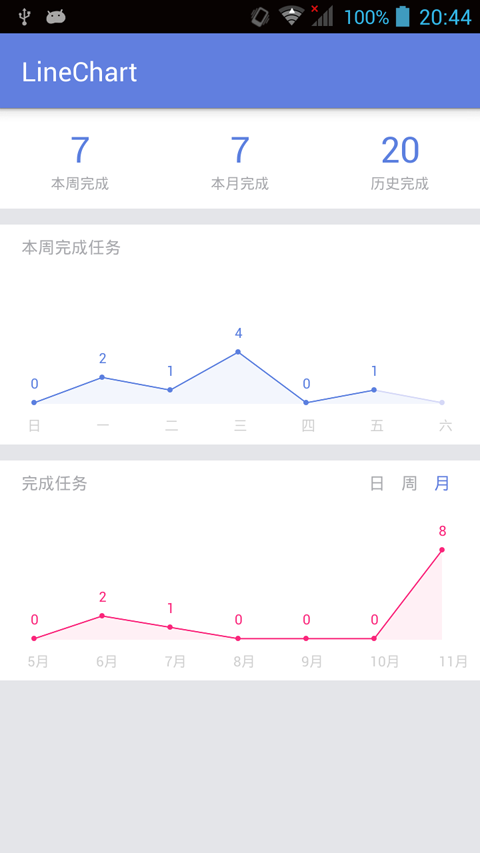 100% 20:44
LineChart
7 7 20
本周完成 本月完成 历史完成
本周完成任务
0 2 1 4 0 1
日 一 二 三 四 五 六
完成任务 日 周 月
0 2 1 0 0 0 8
5月 6月 7月 8月 9月 10月 11月